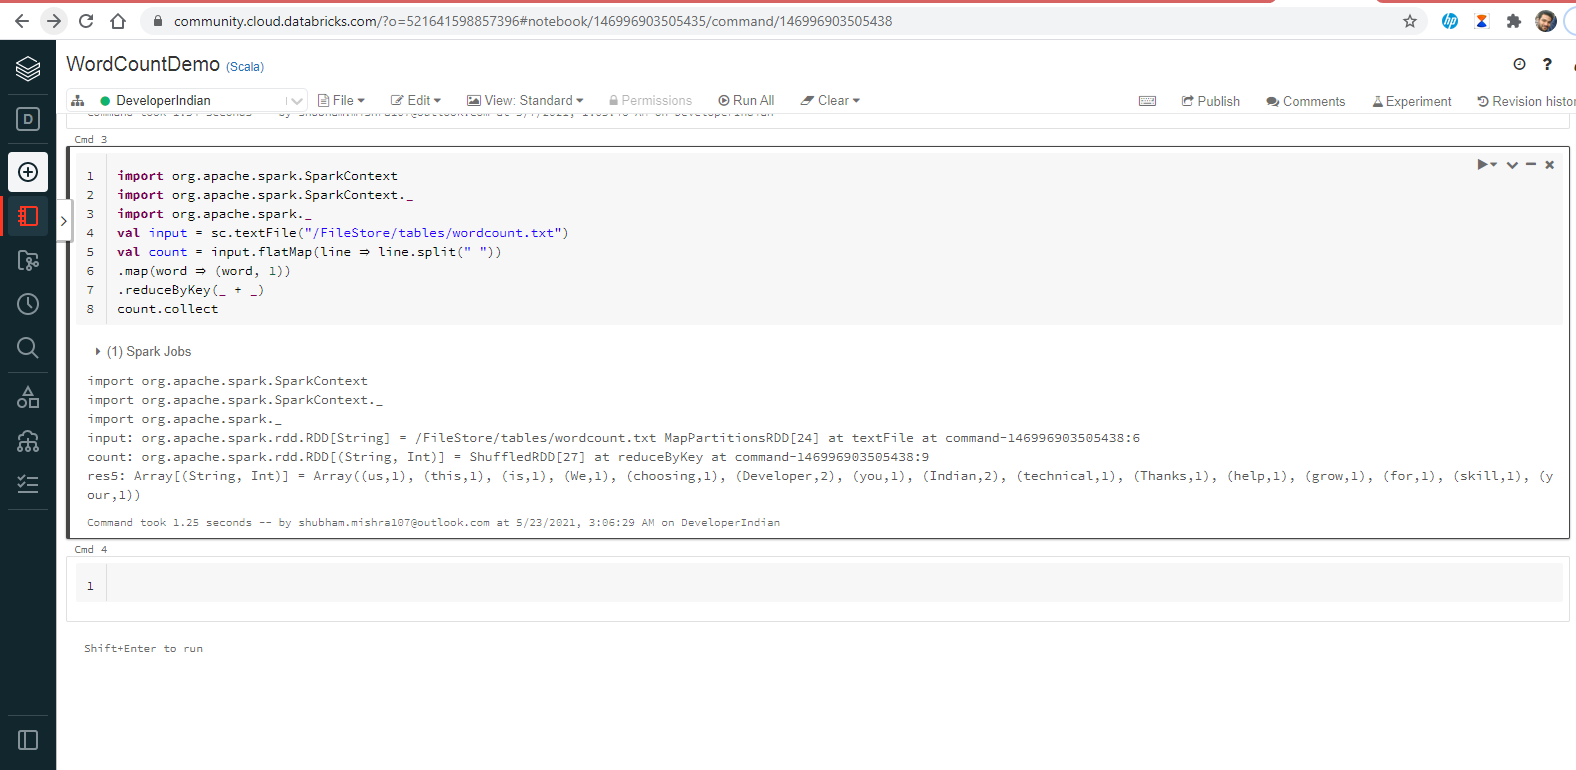 community.cloud.databricks.com/?o=521641598857396#notebook/146996903505435/command/146996903505438
WordCountDemo (Scala)
?
DeveloperIndian File Edit View: Standard Permissions Run All Clear Publish Comments Experiment Revision histor
D
Cmd 3
1 import org.apache.spark.SparkContext
2 import org.apache.spark.SparkContext._
3 import org.apache.spark._
4 val input = sc.textFile("/FileStore/tables/wordcount.txt")
5 val count = input.flatMap(line ⇒ line.split(" "))
6 .map(word ⇒ (word, 1))
7 .reduceByKey(_ + _)
8 count.collect
(1) Spark Jobs
import org.apache.spark.SparkContext
import org.apache.spark.SparkContext._
import org.apache.spark._
input: org.apache.spark.rdd.RDD[String] = /FileStore/tables/wordcount.txt MapPartitionsRDD[24] at textFile at command-146996903505438:6
count: org.apache.spark.rdd.RDD[(String, Int)] = ShuffledRDD[27] at reduceByKey at command-146996903505438:9
res5: Array[(String, Int)] = Array((us,1), (this,1), (is,1), (We,1), (choosing,1), (Developer,2), (you,1), (Indian,2), (technical,1), (Thanks,1), (help,1), (grow,1), (for,1), (skill,1), (y
our,1))
Command took 1.25 seconds -- by shubham.mishra107@outlook.com at 5/23/2021, 3:06:29 AM on DeveloperIndian
Cmd 4
1
Shift+Enter to run